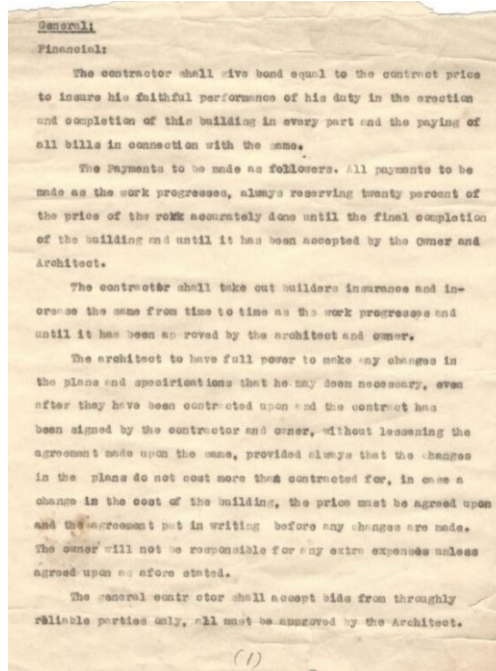 General:
Financial:
The contractor shall give bond equal to the contract price
to insure his faithful performance of his duty in the erection
and completion of this building in every part and the paying of
all bills in connection with the same.
The Payments to be made as followers. All payments to be
made as the work progresses, always reserving twenty percent of
the price of the rokk accurately done until the final completion
of the building and until it has been accepted by the Owner and
Architect.
The contractor shall take out builders insurance and in-
crease the same from time to time as the work progresses and
until it has been ap roved by the architect and owner.
The architect to have full power to make any changes in
the plans and specirications that he may deem necessary, even
after they have been contracted upon and the contract has
been signed by the contractor and owner, without lessening the
agreement made upon the same, provided always that the changes
in the plans do not cost more than contracted for, in case a
change in the cost of the building, the price must be agreed upon
and the agreement put in writing before any changes are made.
The owner will not be responsible for any extra expenses unless
agreed upon as afore stated.
The general contr ctor shall accept bids from throughly
reliable parties only, all must be approved by the Architect.
(1)